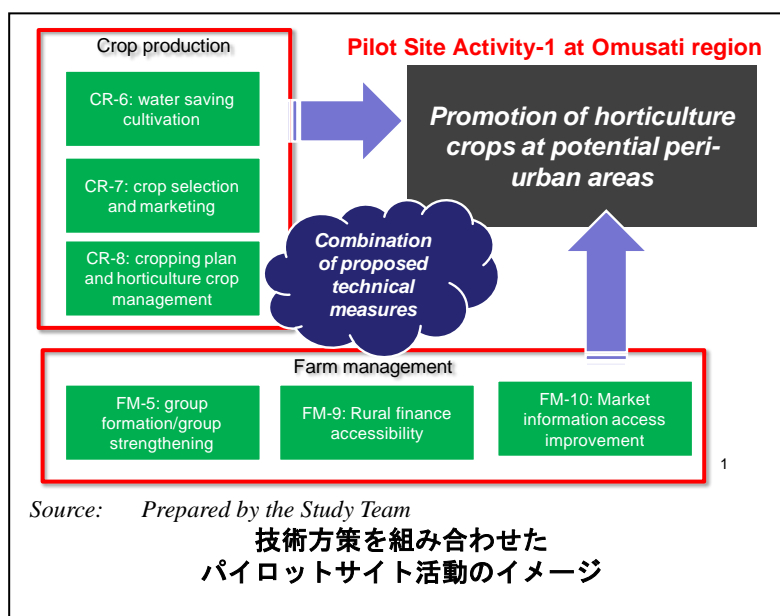 Crop production
CR-6: water saving
cultivation
CR-7: crop selection
and marketing
CR-8: cropping plan
and horticulture crop
management
Pilot Site Activity-1 at Omusati region
Promotion of horticulture
crops at potential peri-
urban areas
Combination
of proposed
technical
measures
Farm management
FM-5: group
formation/group
strengthening
FM-9: Rural finance
accessibility
FM-10: Market
information access
improvement
1
Source: Prepared by the Study Team
技術方策を組み合わせた
パイロットサイト活動のイメージ